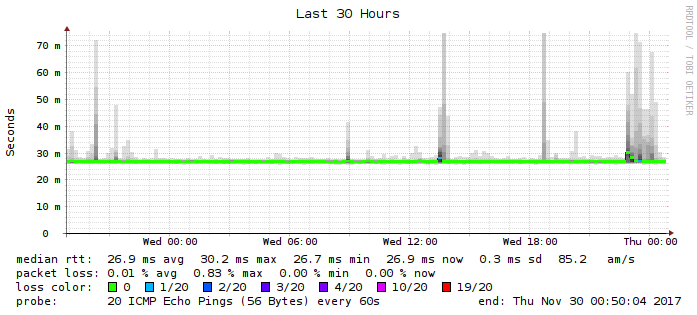 Last 30 Hours
RRDTOOL / TOBI OETIKER
Seconds
70 m
60 m
50 m
40 m
30 m
20 m
10 m
0
Wed 00:00 Wed 06:00 Wed 12:00 Wed 18:00 Thu 00:00
median rtt: 26.9 ms avg 30.2 ms max 26.7 ms min 26.9 ms now 0.3 ms sd 85.2 am/s
packet loss: 0.01 % avg 0.83 % max 0.00 % min 0.00 % now
loss color: 0 1/20 2/20 3/20 4/20 10/20 19/20
probe: 20 ICMP Echo Pings (56 Bytes) every 60s end: Thu Nov 30 00:50:04 2017